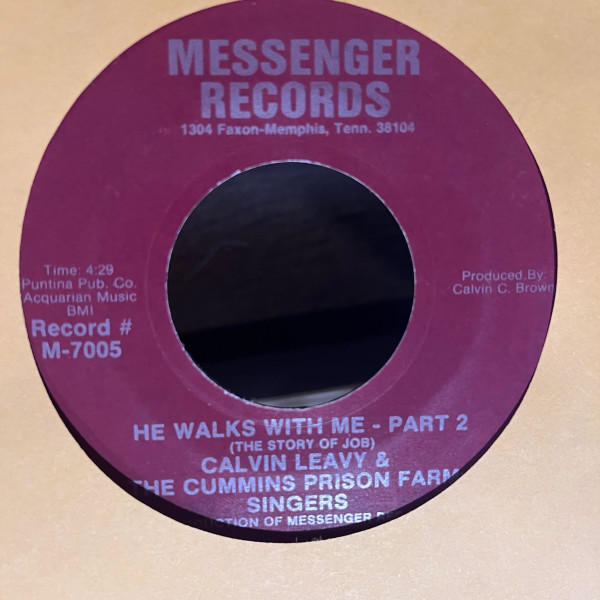 MESSENGER
RECORDS
1304 Faxon-Memphis, Tenn. 38104
Time: 4:29
Puntina Pub. Co.
Acquarian Music
BMI
Record #
M-7005
Produced By:
Calvin C. Brown
HE WALKS WITH ME - PART 2
(THE STORY OF JOB)
CALVIN LEAVY &
THE CUMMINS PRISON FARM
SINGERS
OF MESSENGER